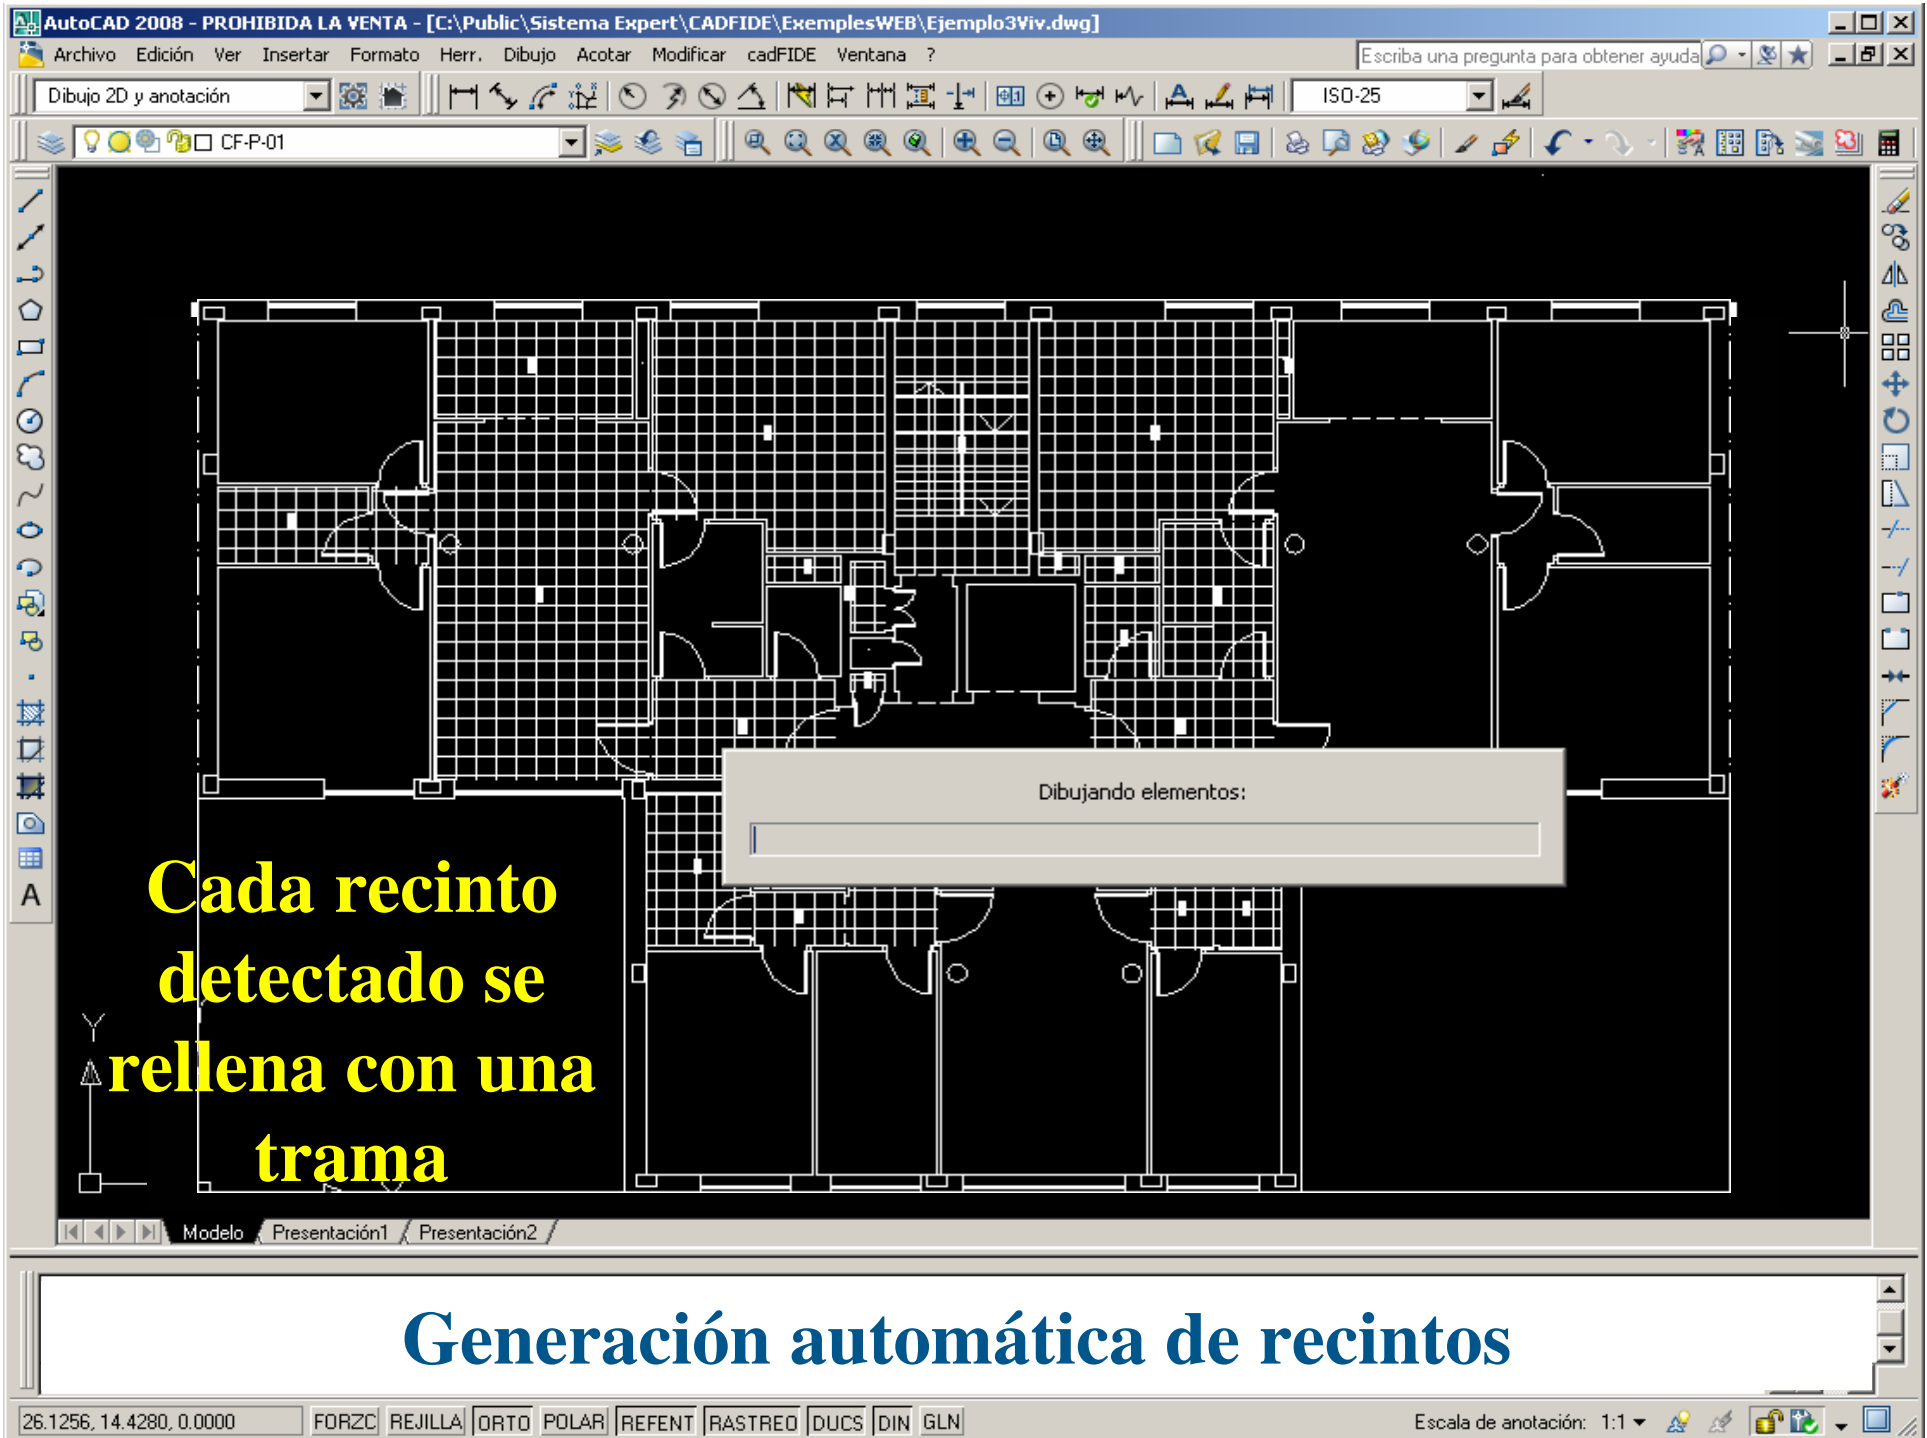 AutoCAD 2008 - PROHIBIDA LA VENTA - [C:\Public\Sistema Expert\CADFIDE\ExemplesWEB\Ejemplo3Viv.dwg]
Archivo Edición Ver Insertar Formato Herr. Dibujo Acotar Modificar cadFIDE Ventana ?
Escriba una pregunta para obtener ayuda
Dibujo 2D y anotación
ISO-25
CF-P-01
Dibujando elementos:
Cada recinto
detectado se
rellena con una
trama
Y
A
Modelo Presentación1 Presentación2
Generación automática de recintos
26.1256, 14.4280, 0.0000 FORZC REJILLA ORTO POLAR REFENT RASTREO DUCS DIN GLN
Escala de anotación: 1:1